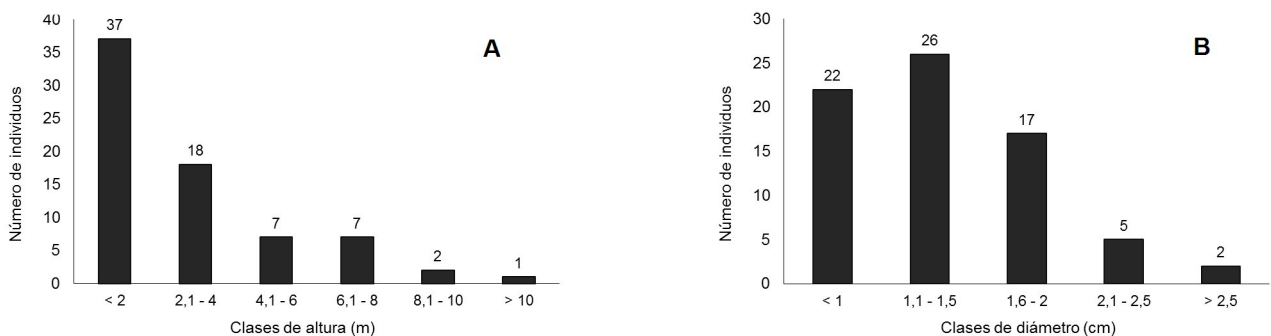 A
Número de individuos
40
35
30
25
20
15
10
5
0
37
18
7
7
2
1
< 2
2,1 - 4
4,1 - 6
6,1 - 8
8,1 - 10
> 10
Clases de altura (m)
B
Número de individuos
30
25
20
15
10
5
0
22
26
17
5
2
< 1
1,1 - 1,5
1,6 - 2
2,1 - 2,5
> 2,5
Clases de diámetro (cm)